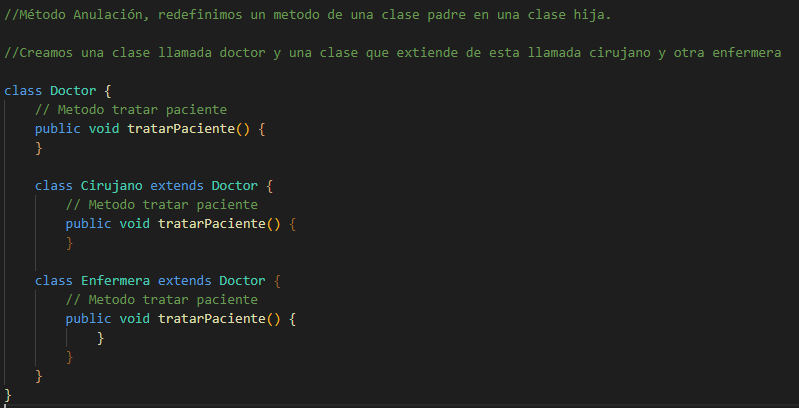 //Método Anulación, redefinimos un metodo de una clase padre en una clase hija.
//Creamos una clase llamada doctor y una clase que extiende de esta llamada cirujano y otra enfermera
class Doctor {
// Metodo tratar paciente
public void tratarPaciente() {
}
class Cirujano extends Doctor {
// Metodo tratar paciente
public void tratarPaciente() {
}
class Enfermera extends Doctor {
// Metodo tratar paciente
public void tratarPaciente() {
}
}
}
}